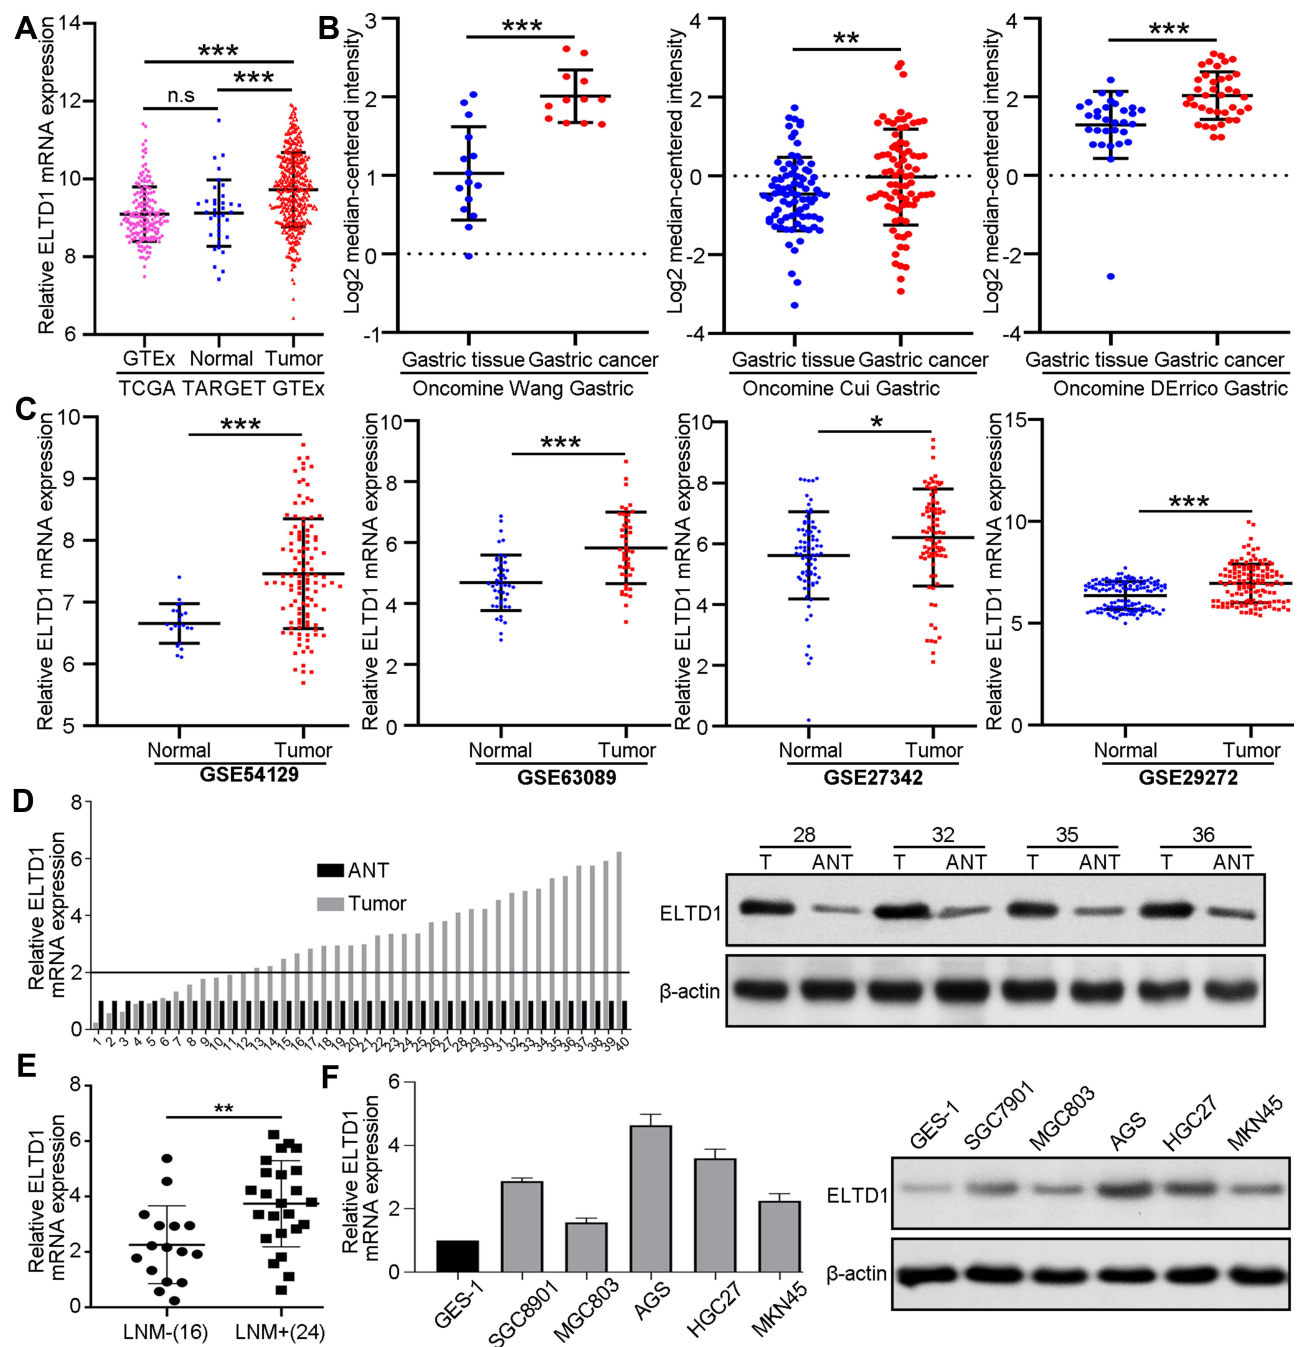 A
Relative ELTD1 mRNA expression
14
12
10
8
6
***
***
n.s
GTEx Normal Tumor
TCGA TARGET GTEx
B
Log2 median-centered intensity
3
2
1
0
-1
***
Gastric tissue Gastric cancer
Oncomine Wang Gastric
Log2 median-centered intensity
4
2
0
-2
-4
**
Gastric tissue Gastric cancer
Oncomine Cui Gastric
Log2 median-centered intensity
4
2
0
-2
-4
***
Gastric tissue Gastric cancer
Oncomine DErrico Gastric
C
Relative ELTD1 mRNA expression
10
9
8
7
6
5
***
Normal Tumor
GSE54129
Relative ELTD1 mRNA expression
10
8
6
4
2
0
***
Normal Tumor
GSE63089
Relative ELTD1 mRNA expression
10
8
6
4
2
0
*
Normal Tumor
GSE27342
Relative ELTD1 mRNA expression
15
10
5
0
***
Normal Tumor
GSE29272
D
Relative ELTD1
mRNA expression
8
6
4
2
0
ANT
Tumor
1 2 3 4 5 6 7 8 9 10 11 12 13 14 15 16 17 18 19 20 21 22 23 24 25 26 27 28 29 30 31 32 33 34 35 36 37 38 39 40
28 32 35 36
T ANT T ANT T ANT T ANT
ELTD1
β-actin
E
Relative ELTD1
mRNA expression
8
6
4
2
0
**
LNM-(16) LNM+(24)
F
Relative ELTD1
mRNA expression
6
4
2
0
GES-1 SGC8901 MGC803 AGS HGC27 MKN45
GES-1 SGC7901 MGC803 AGS HGC27 MKN45
ELTD1
β-actin